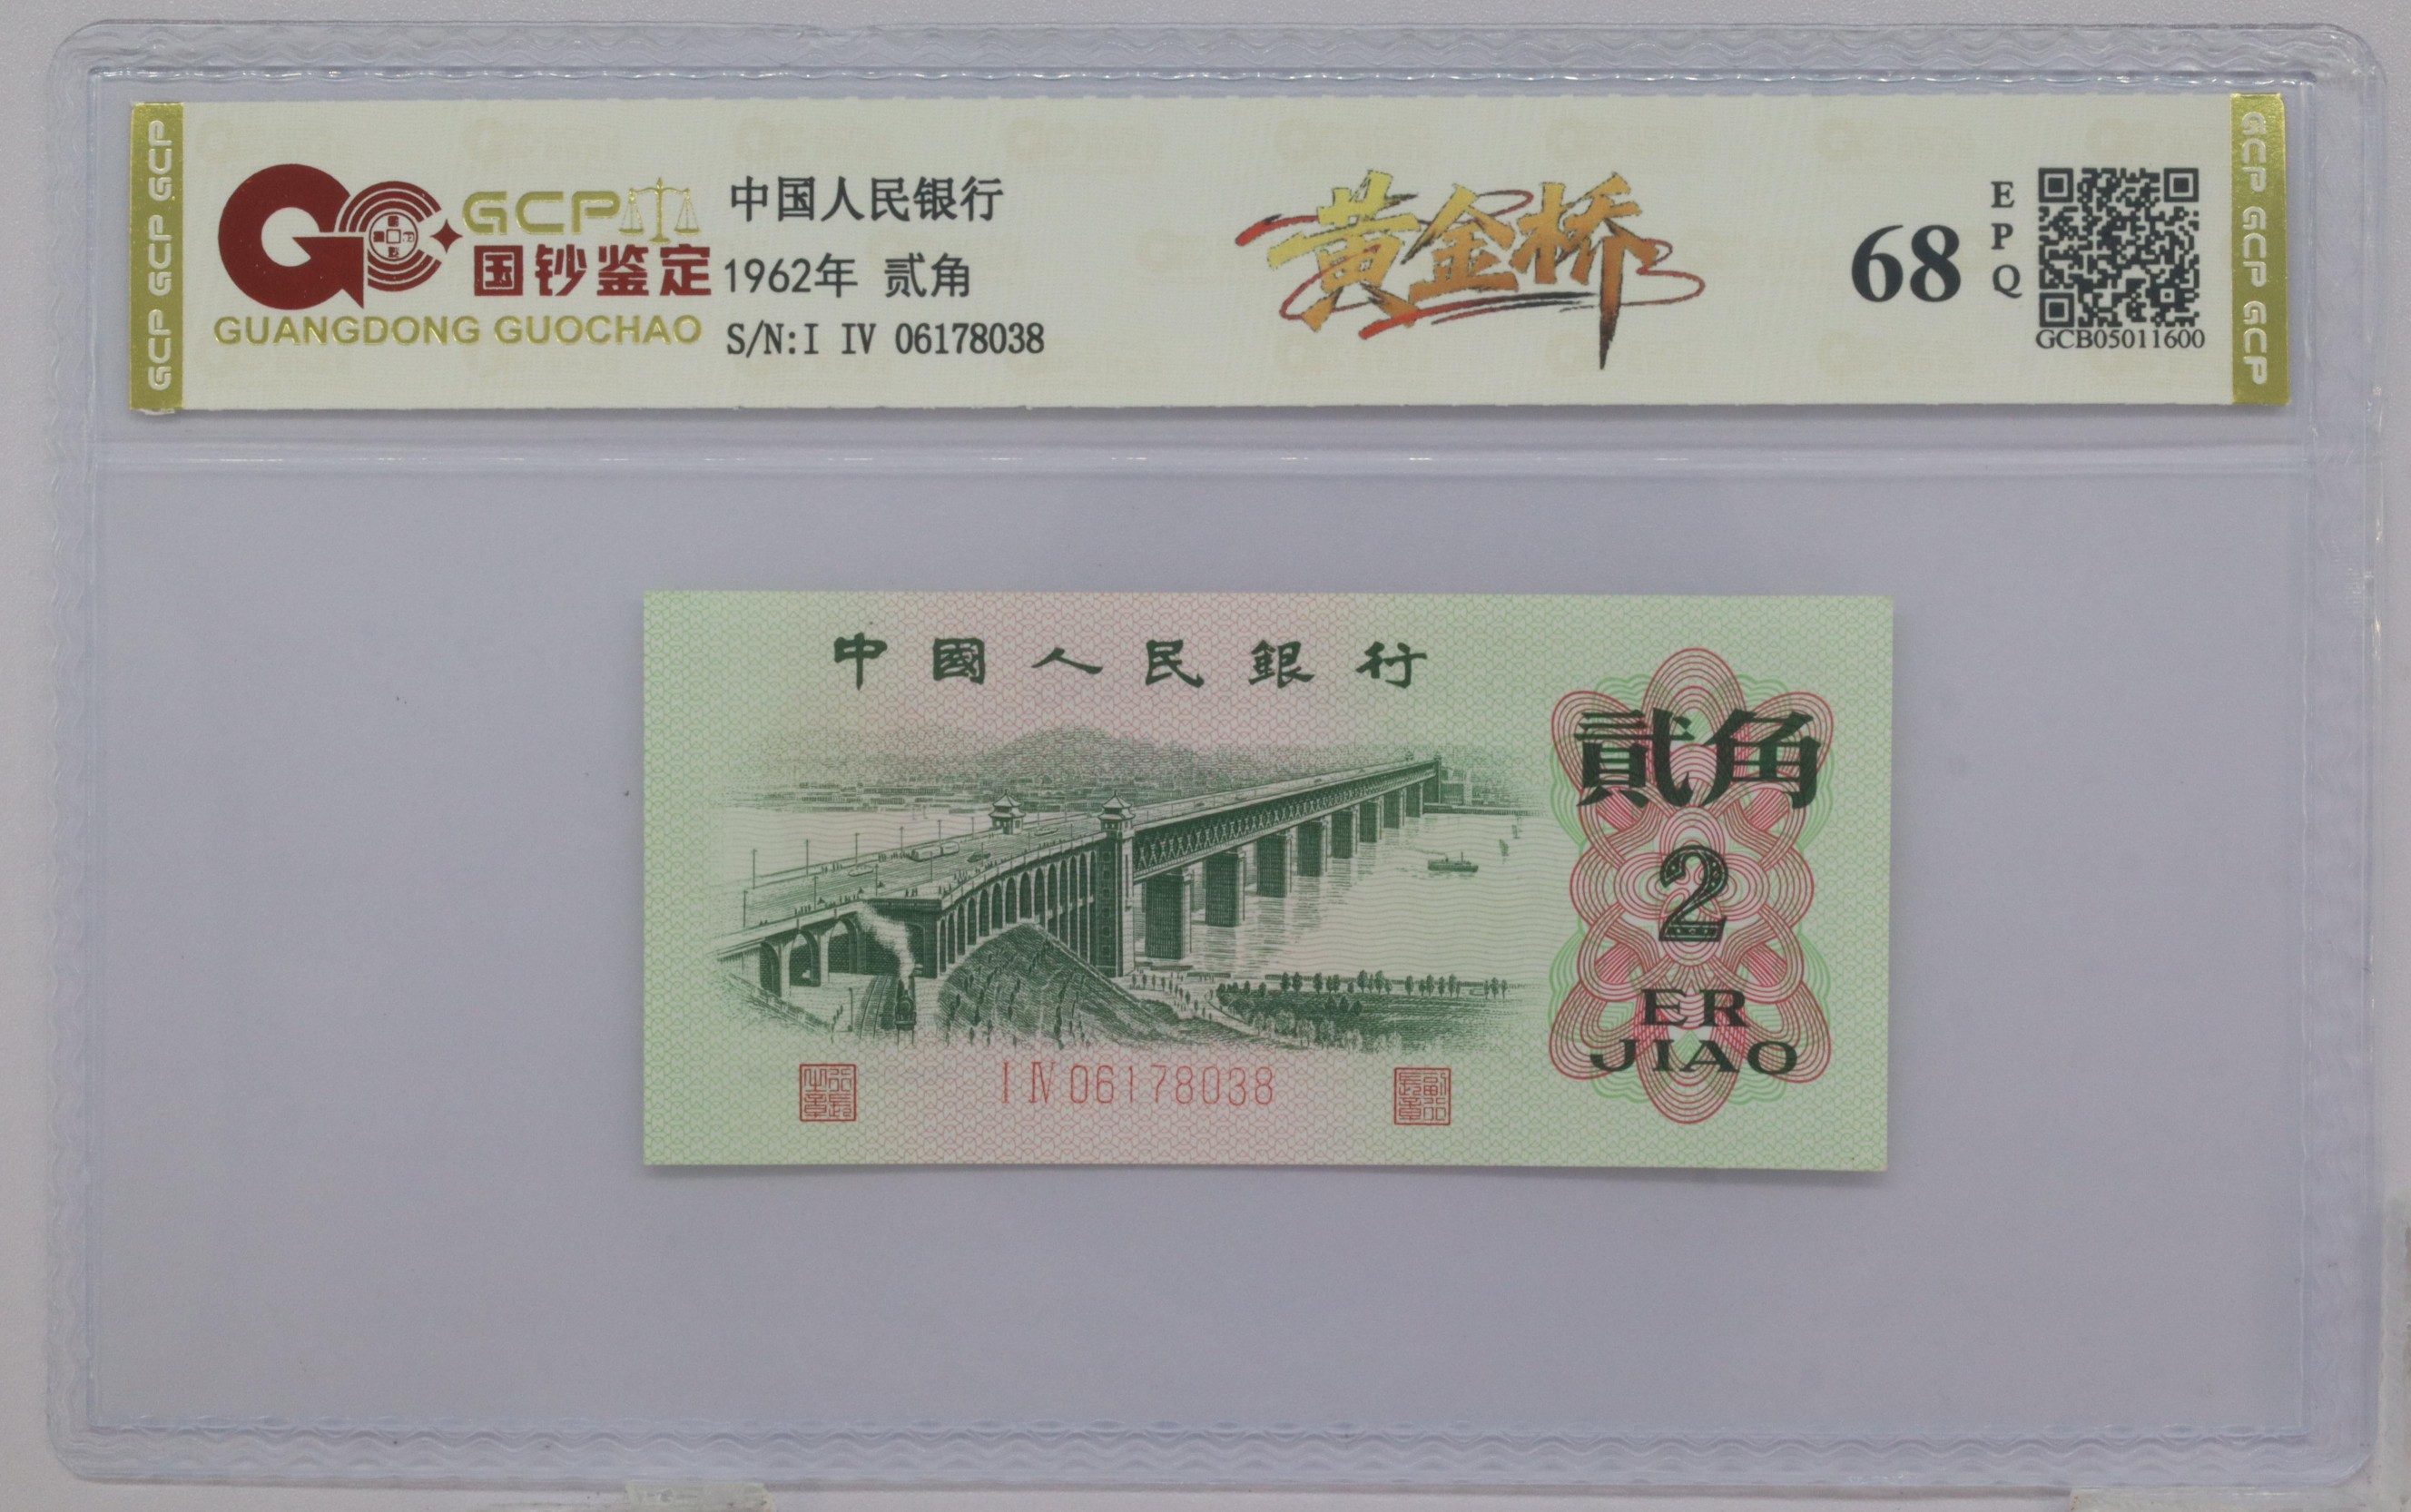 GCP GCP GCP
GCP
国钞鉴定
GUANGDONG GUOCHAO
中国人民银行
1962年 贰角
S/N:I IV 06178038
黄金桥
68
EPQ
GCB05011600
GCP GCP GCP
中國人民銀行
貳角
2
ER
JIAO
I IV 06178038